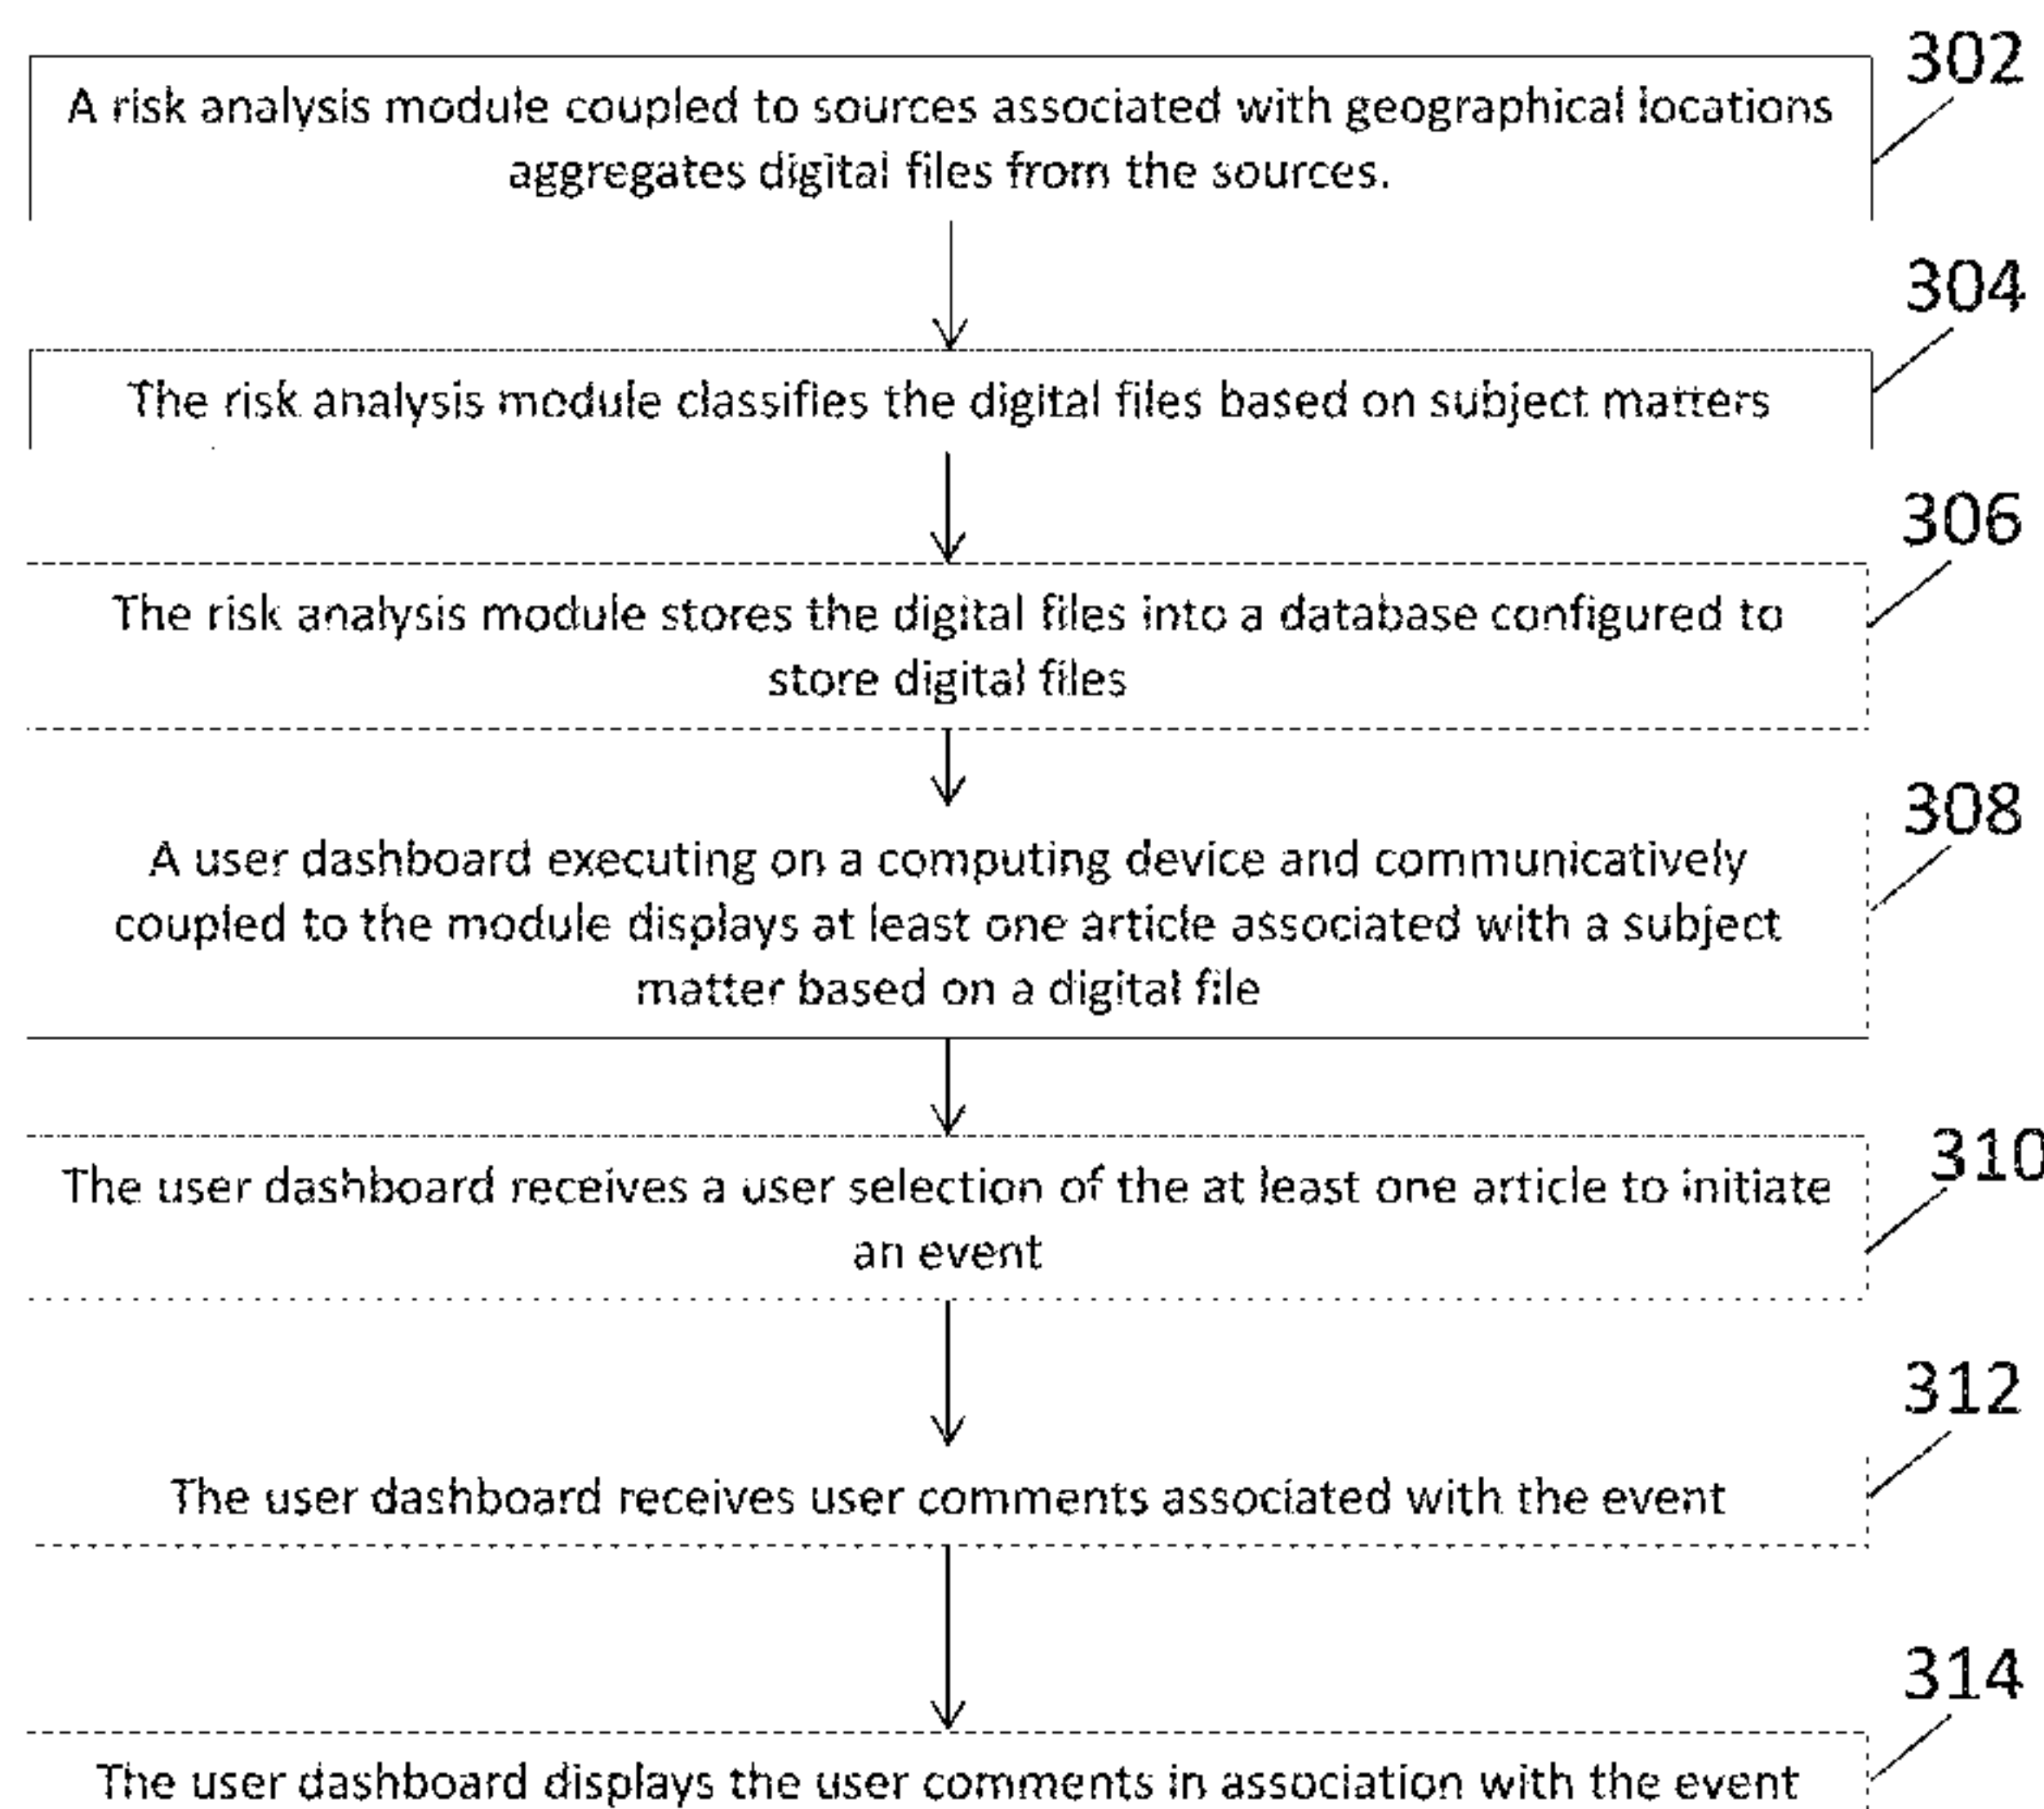 302
A risk analysis module coupled to sources associated with geographical locations
aggregates digital files from the sources.
304
The risk analysis module classifies the digital files based on subject matters
306
The risk analysis module stores the digital files into a database configured to
store digital files
308
A user dashboard executing on a computing device and communicatively
coupled to the module displays at least one article associated with a subject
matter based on a digital file
310
The user dashboard receives a user selection of the at least one article to initiate
an event
312
The user dashboard receives user comments associated with the event
314
The user dashboard displays the user comments in association with the event